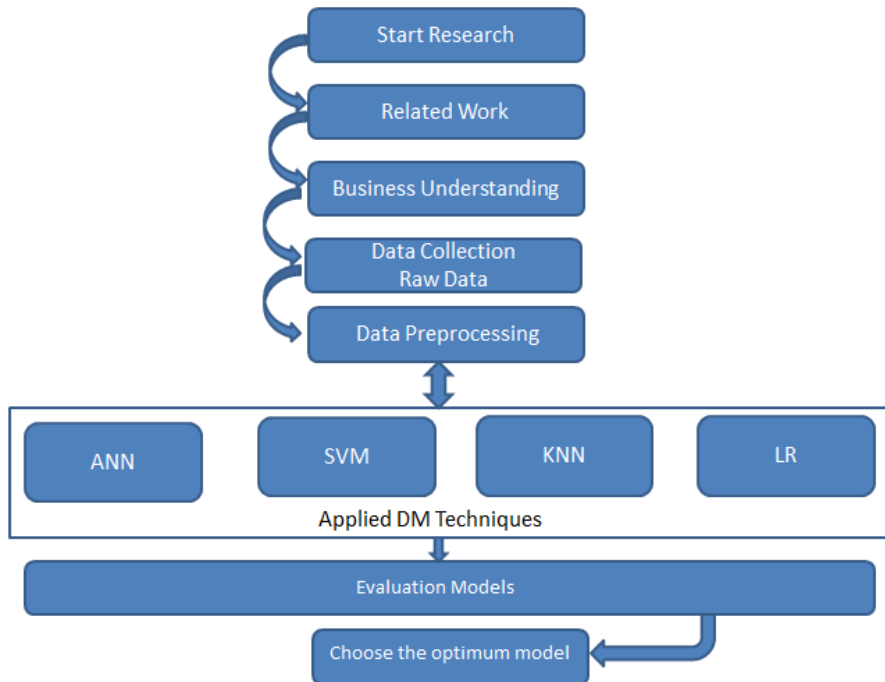 Start Research
Related Work
Business Understanding
Data Collection
Raw Data
Data Preprocessing
ANN
SVM
KNN
LR
Applied DM Techniques
Evaluation Models
Choose the optimum model